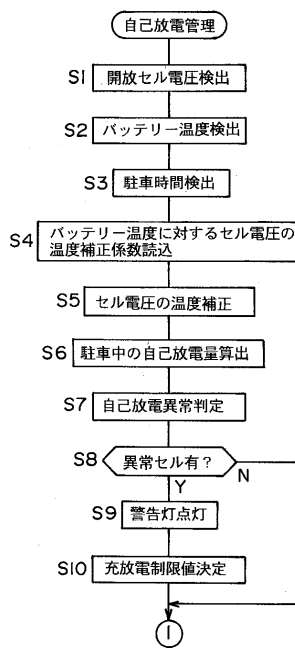 自己放電管理
S1 開放セル電圧検出
S2 バッテリー温度検出
S3 駐車時間検出
S4 バッテリー温度に対するセル電圧の
温度補正係数読込
S5 セル電圧の温度補正
S6 駐車中の自己放電量算出
S7 自己放電異常判定
S8 異常セル有?
N
Y
S9 警告灯点灯
S10 充放電制限値決定
1